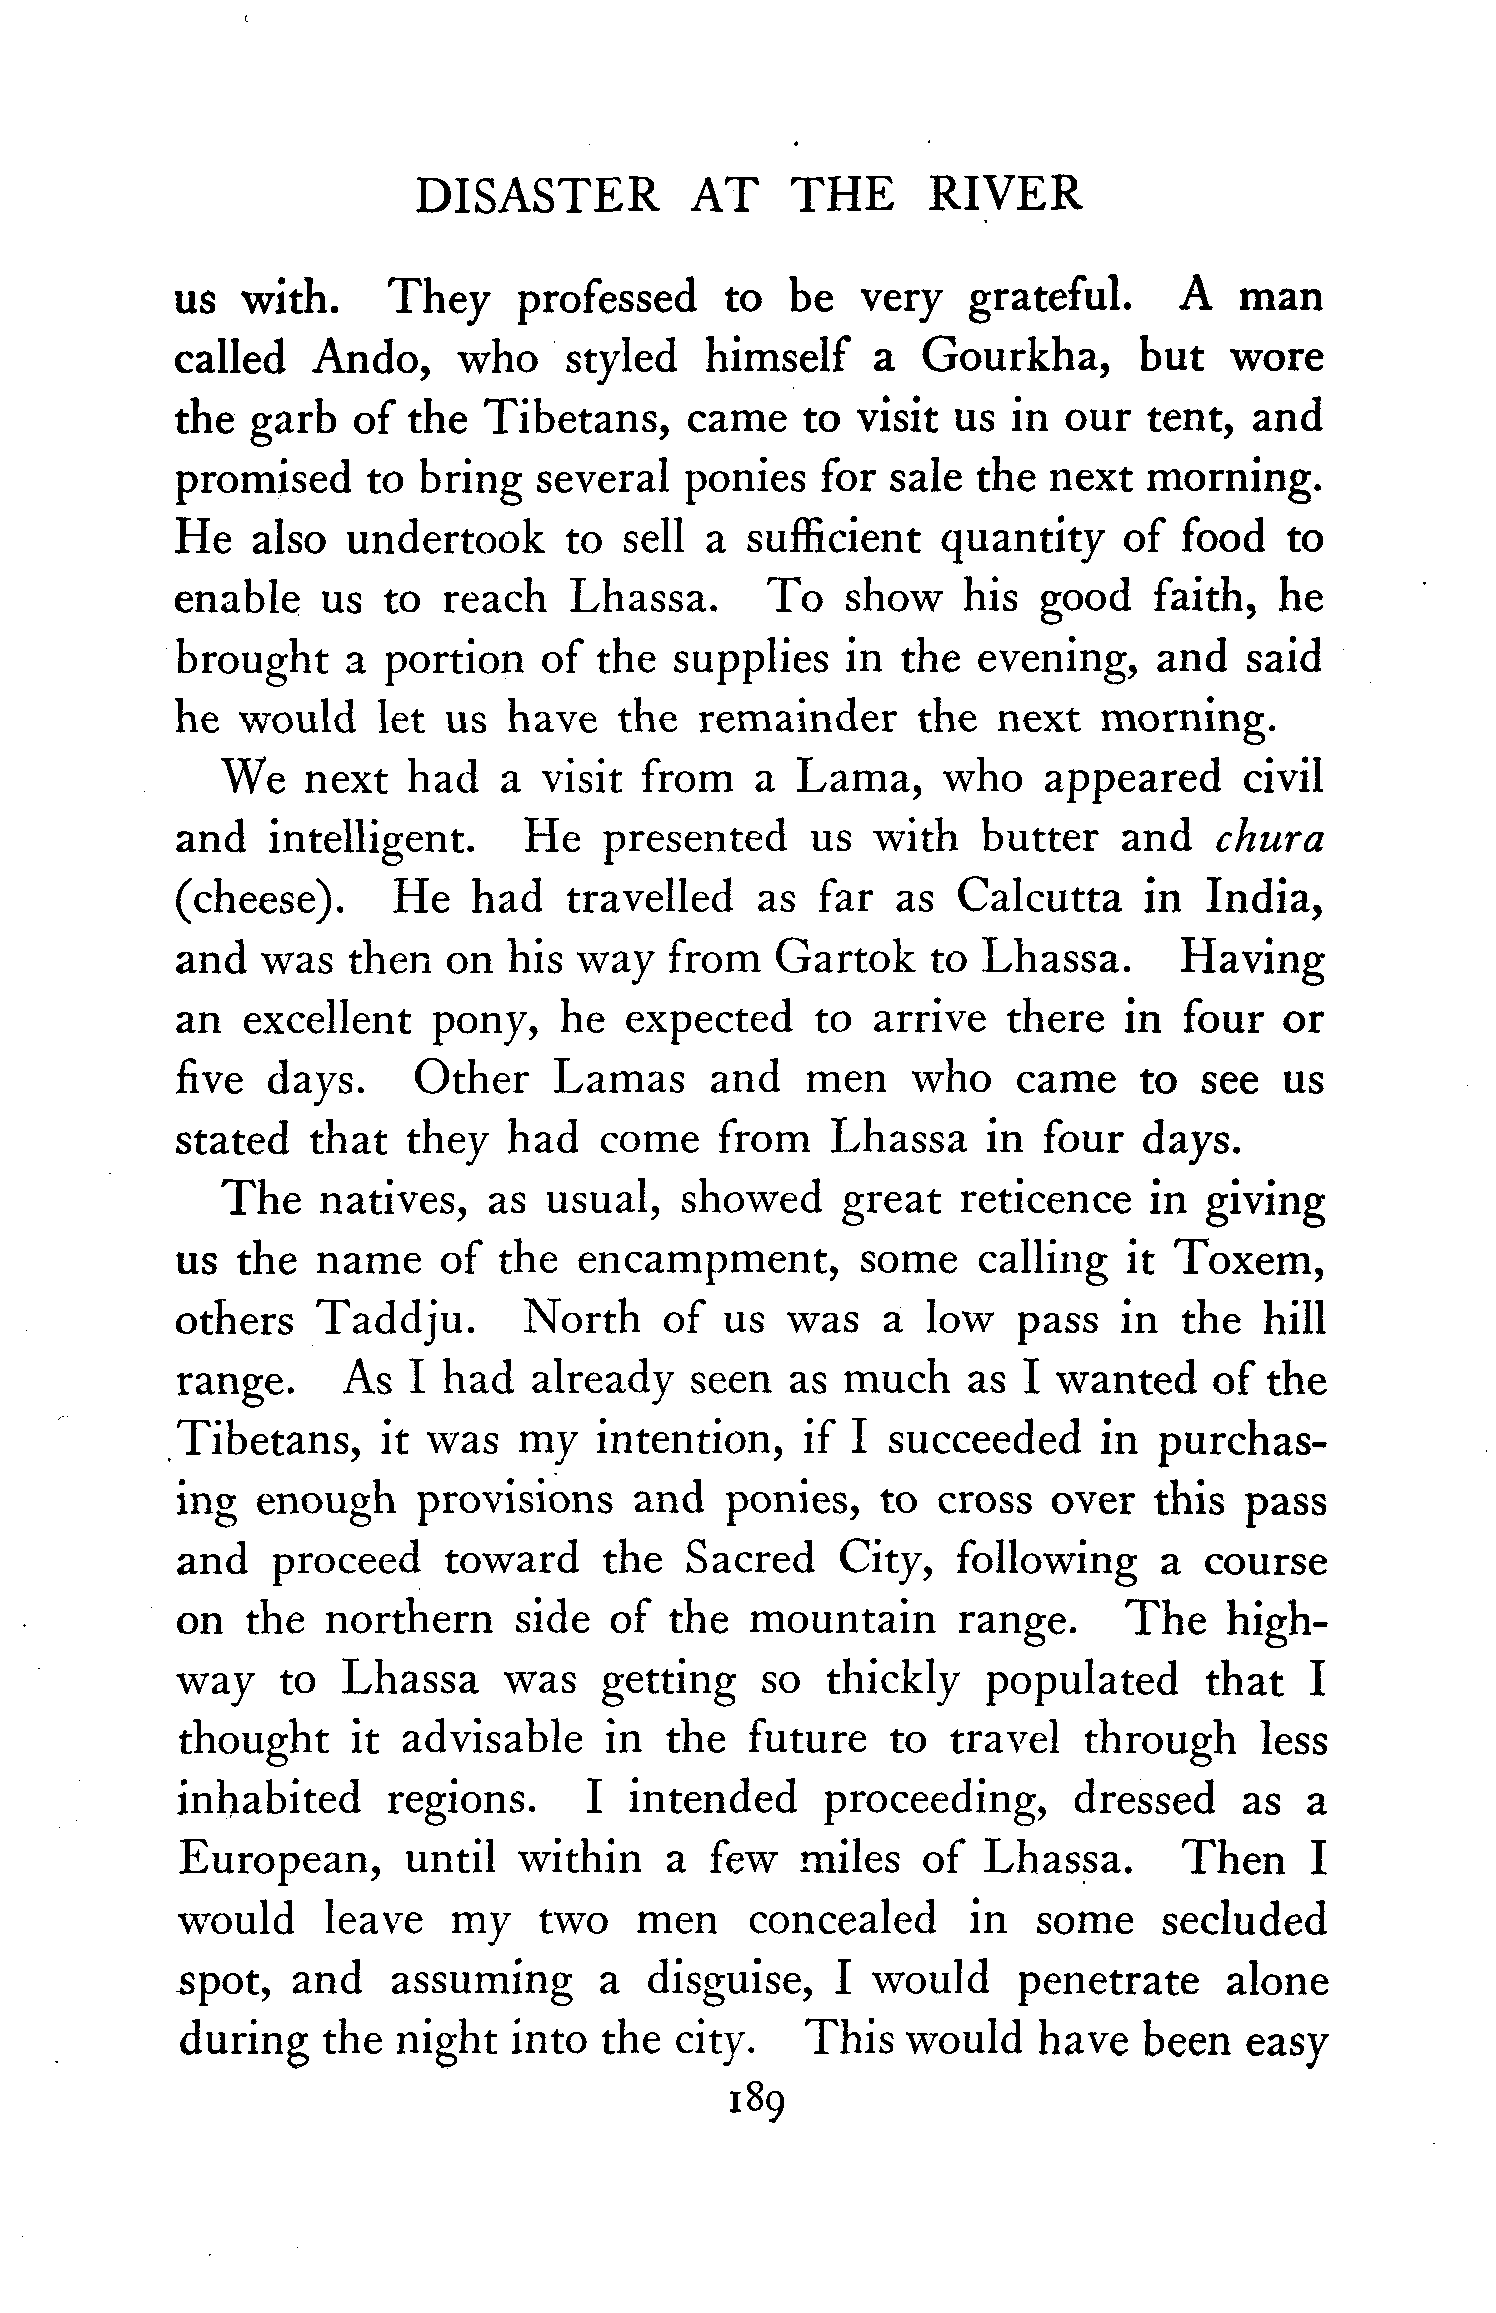 DISASTER AT THE RIVER
us with. They professed to be very grateful. A man
called Ando, who styled himself a Gourkha, but wore
the garb of the Tibetans, came to visit us in our tent, and
promised to bring several ponies for sale the next morning.
He also undertook to sell a sufficient quantity of food to
enable us to reach Lhassa. To show his good faith, he
brought a portion of the supplies in the evening, and said
he would let us have the remainder the next morning.
We next had a visit from a Lama, who appeared civil
and intelligent. He presented us with butter and chura
(cheese). He had travelled as far as Calcutta in India,
and was then on his way from Gartok to Lhassa. Having
an excellent pony, he expected to arrive there in four or
five days. Other Lamas and men who came to see us
stated that they had come from Lhassa in four days.
The natives, as usual, showed great reticence in giving
us the name of the encampment, some calling it Toxem,
others Taddju. North of us was a low pass in the hill
range. As I had already seen as much as I wanted of the
Tibetans, it was my intention, if I succeeded in purchas-
ing enough provisions and ponies, to cross over this pass
and proceed toward the Sacred City, following a course
on the northern side of the mountain range. The high-
way to Lhassa was getting so thickly populated that I
thought it advisable in the future to travel through less
inhabited regions. I intended proceeding, dressed as a
European, until within a few miles of Lhassa. Then I
would leave my two men concealed in some secluded
spot, and assuming a disguise, I would penetrate alone
during the night into the city. This would have been easy
189